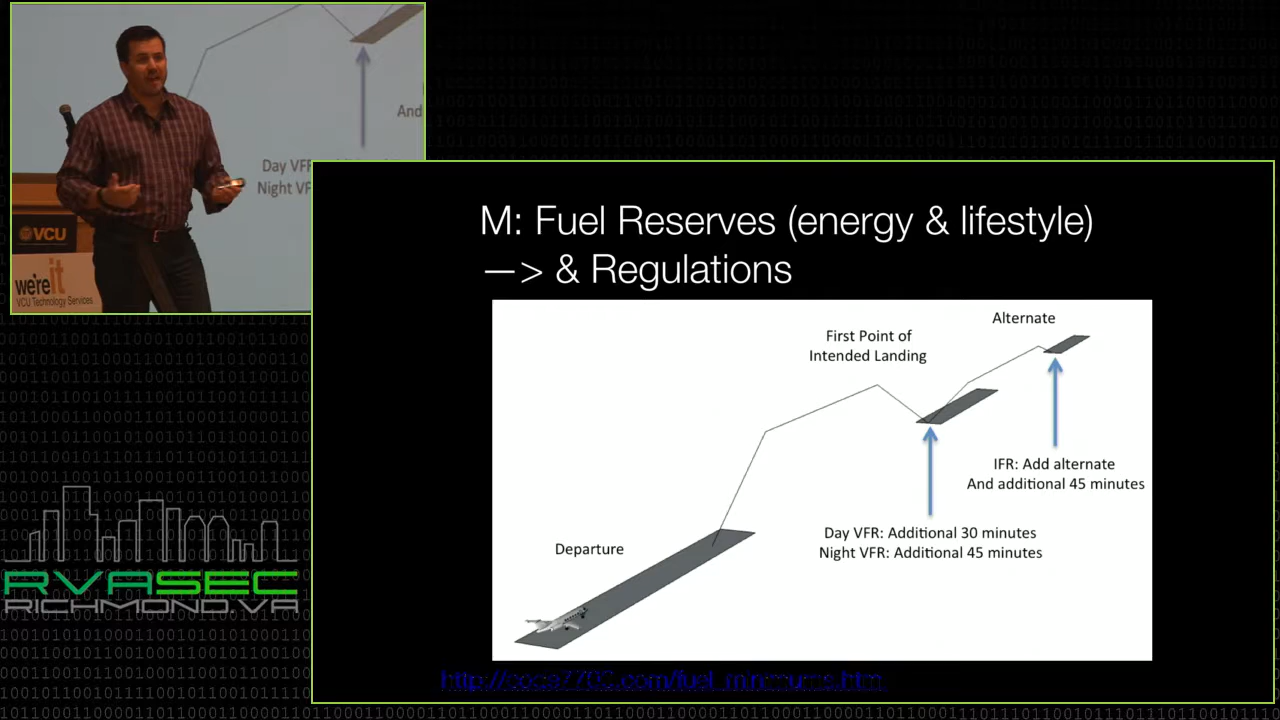 And
Day VFR
Night VF
VCU
we're it
VCU Technology Services
RVASEC
RICHMOND.VA
M: Fuel Reserves (energy & lifestyle)
—> & Regulations
Alternate
First Point of
Intended Landing
IFR: Add alternate
And additional 45 minutes
Day VFR: Additional 30 minutes
Night VFR: Additional 45 minutes
Departure
http://code7700.com/fuel_minimums.htm